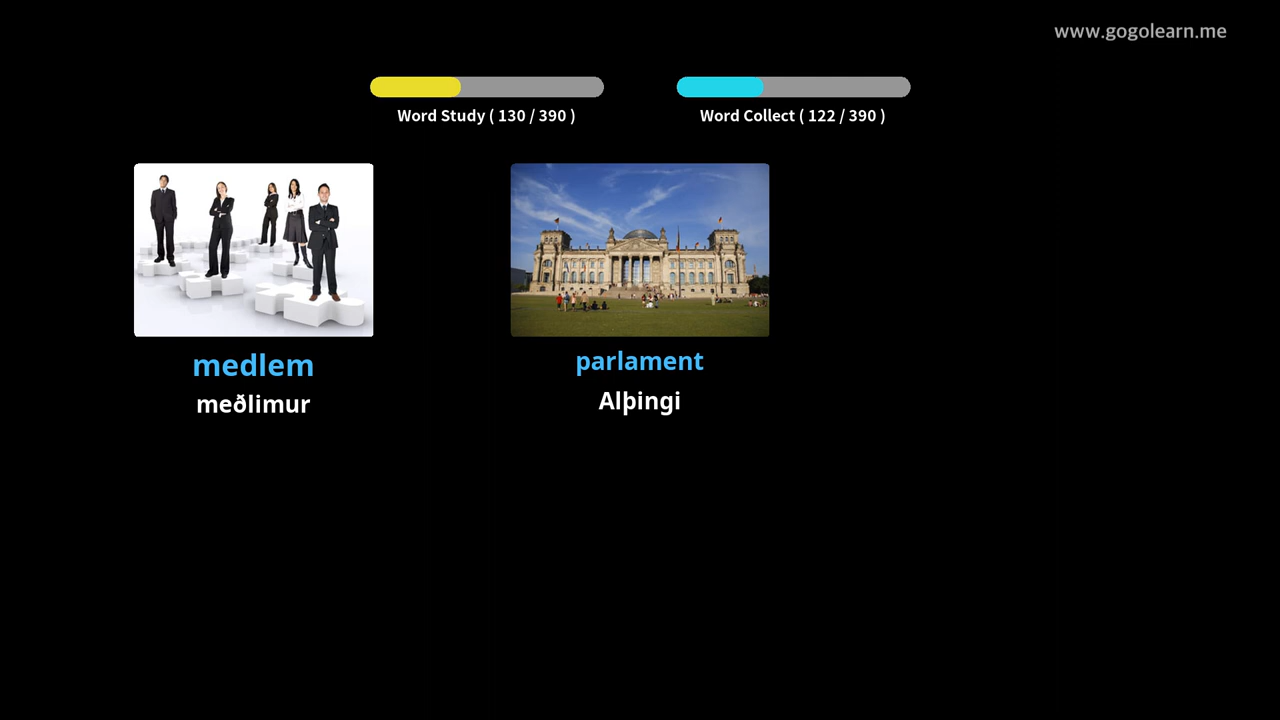 www.gogolearn.me
Word Study ( 130 / 390 )
Word Collect ( 122 / 390 )
medlem
meðlimur
parlament
Alþingi